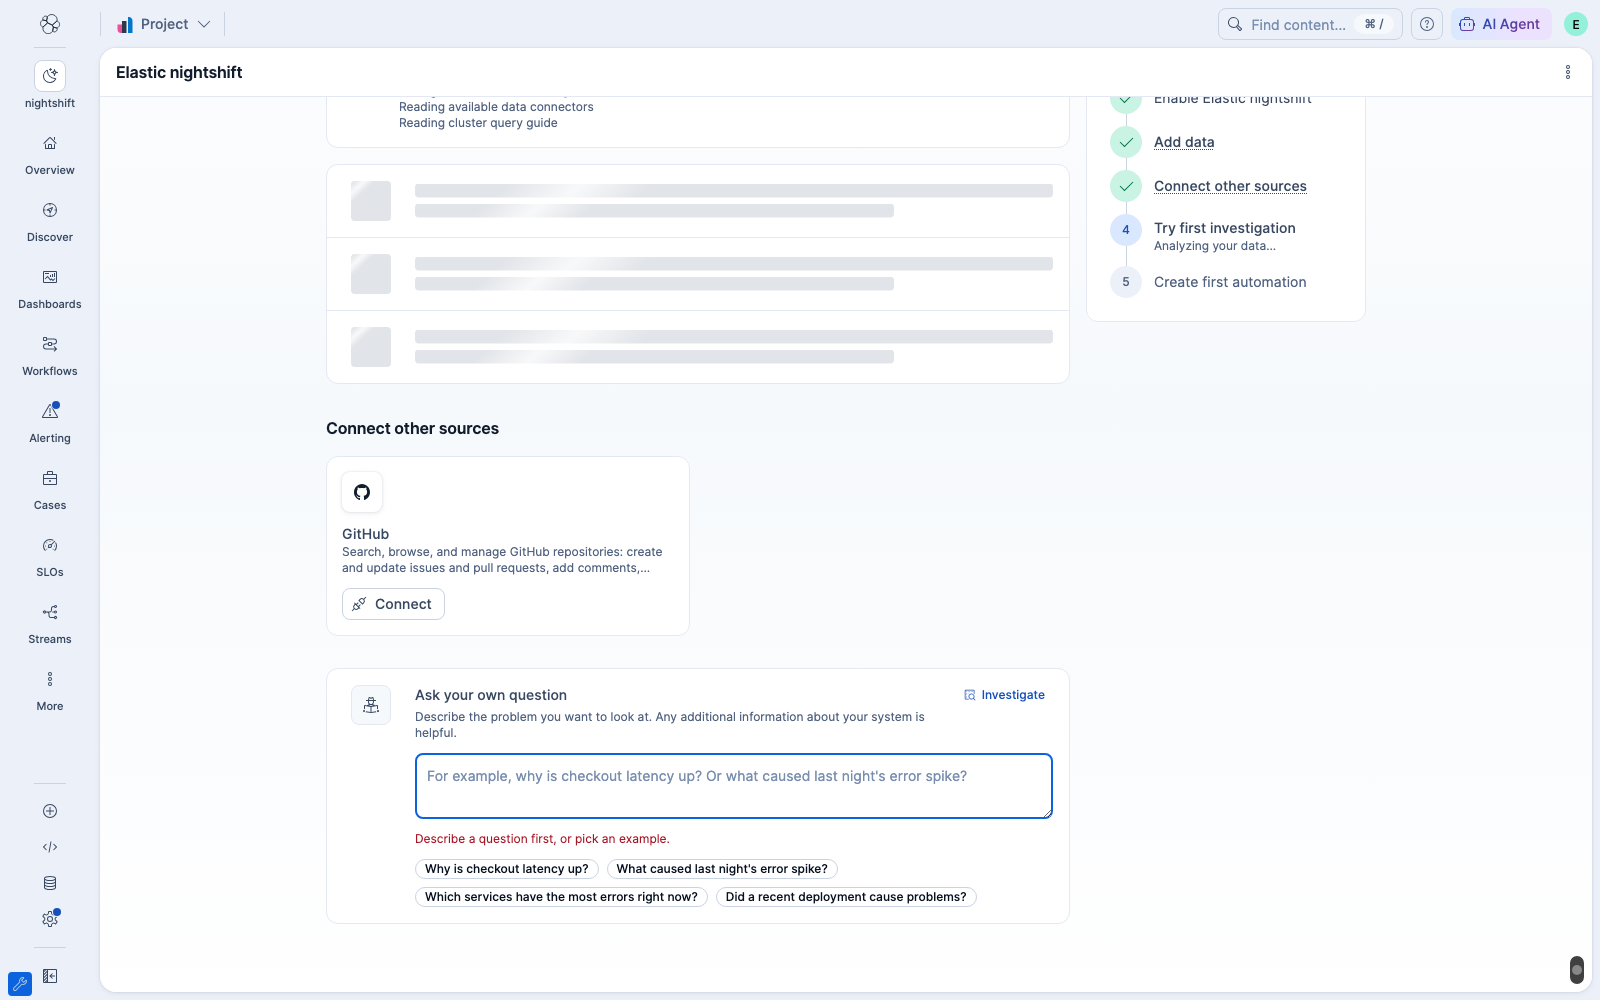 Project
Find content...
⌘ /
AI Agent
E
Elastic nightshift
nightshift
Overview
Discover
Dashboards
Workflows
Alerting
Cases
SLOs
Streams
More
Reading available data connectors
Reading cluster query guide
Enable Elastic nightshift
Add data
Connect other sources
4
Try first investigation
Analyzing your data...
5
Create first automation
Connect other sources
GitHub
Search, browse, and manage GitHub repositories: create
and update issues and pull requests, add comments,...
Connect
Ask your own question
Investigate
Describe the problem you want to look at. Any additional information about your system is
helpful.
For example, why is checkout latency up? Or what caused last night's error spike?
Describe a question first, or pick an example.
Why is checkout latency up?
What caused last night's error spike?
Which services have the most errors right now?
Did a recent deployment cause problems?